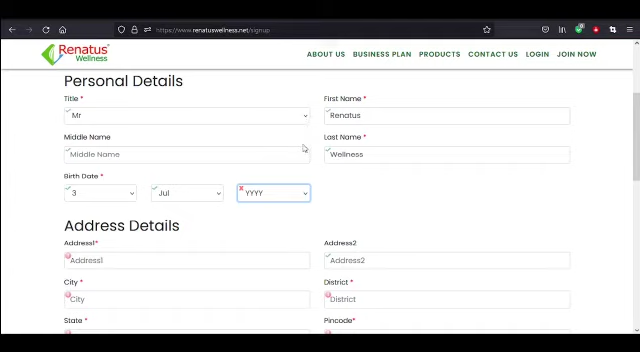 https://www.renatuswellness.net/signup
Renatus
Wellness
ABOUT US BUSINESS PLAN PRODUCTS CONTACT US LOGIN JOIN NOW
Personal Details
Title * First Name *
Mr Renatus
Middle Name Last Name *
Middle Name Wellness
Birth Date *
3 Jul YYYY
Address Details
Address1* Address2
Address1 Address2
City * District *
City District
State * Pincode*